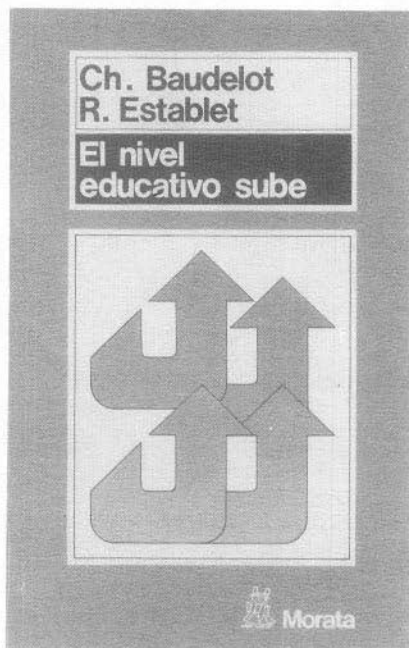 Ch. Baudelot
R. Establet
El nivel
educativo sube
Morata